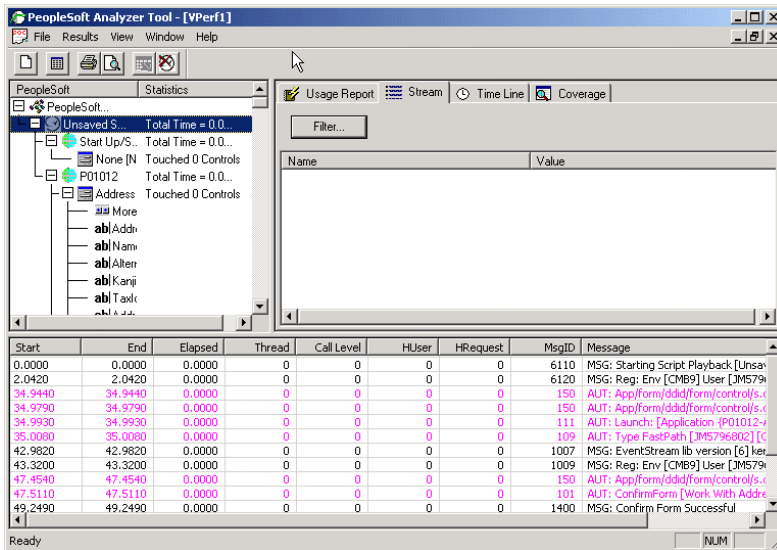 PeopleSoft Analyzer Tool - [VPerf1]
File Results View Window Help
PeopleSoft Statistics
PeopleSoft...
Unsaved S... Total Time = 0.0...
Start Up/S.. Total Time = 0.0...
None [N Touched 0 Controls
P01012 Total Time = 0.0...
Address Touched 0 Controls
More
ab Addr
ab Nam
ab Altern
ab Kanji
ab TaxI
Usage Report Stream Time Line Coverage
Filter...
Name Value
Start End Elapsed Thread Call Level HUser HRequest MsgID Message
0.0000 0.0000 0.0000 0 0 0 0 6110 MSG: Starting Script Playback [Unsav
2.0420 2.0420 0.0000 0 0 0 0 6120 MSG: Reg: Env [CMB9] User [JM579
34.9440 34.9440 0.0000 0 0 0 0 150 AUT: App/form/ddid/form/control/s.
34.9790 34.9790 0.0000 0 0 0 0 150 AUT: App/form/ddid/form/control/s.
34.9930 34.9930 0.0000 0 0 0 0 111 AUT: Launch: [Application -{P01012-
35.0080 35.0080 0.0000 0 0 0 0 109 AUT: Type FastPath [JM5796802] [
42.9820 42.9820 0.0000 0 0 0 0 1007 MSG: EventStream lib version [6] ker
43.3200 43.3200 0.0000 0 0 0 0 1009 MSG: Reg: Env [CMB9] User [JM579
47.4540 47.4540 0.0000 0 0 0 0 150 AUT: App/form/ddid/form/control/s.
47.5110 47.5110 0.0000 0 0 0 0 101 AUT: ConfirmForm [Work With Addre
49.2490 49.2490 0.0000 0 0 0 0 1400 MSG: Confirm Form Successful
Ready NUM